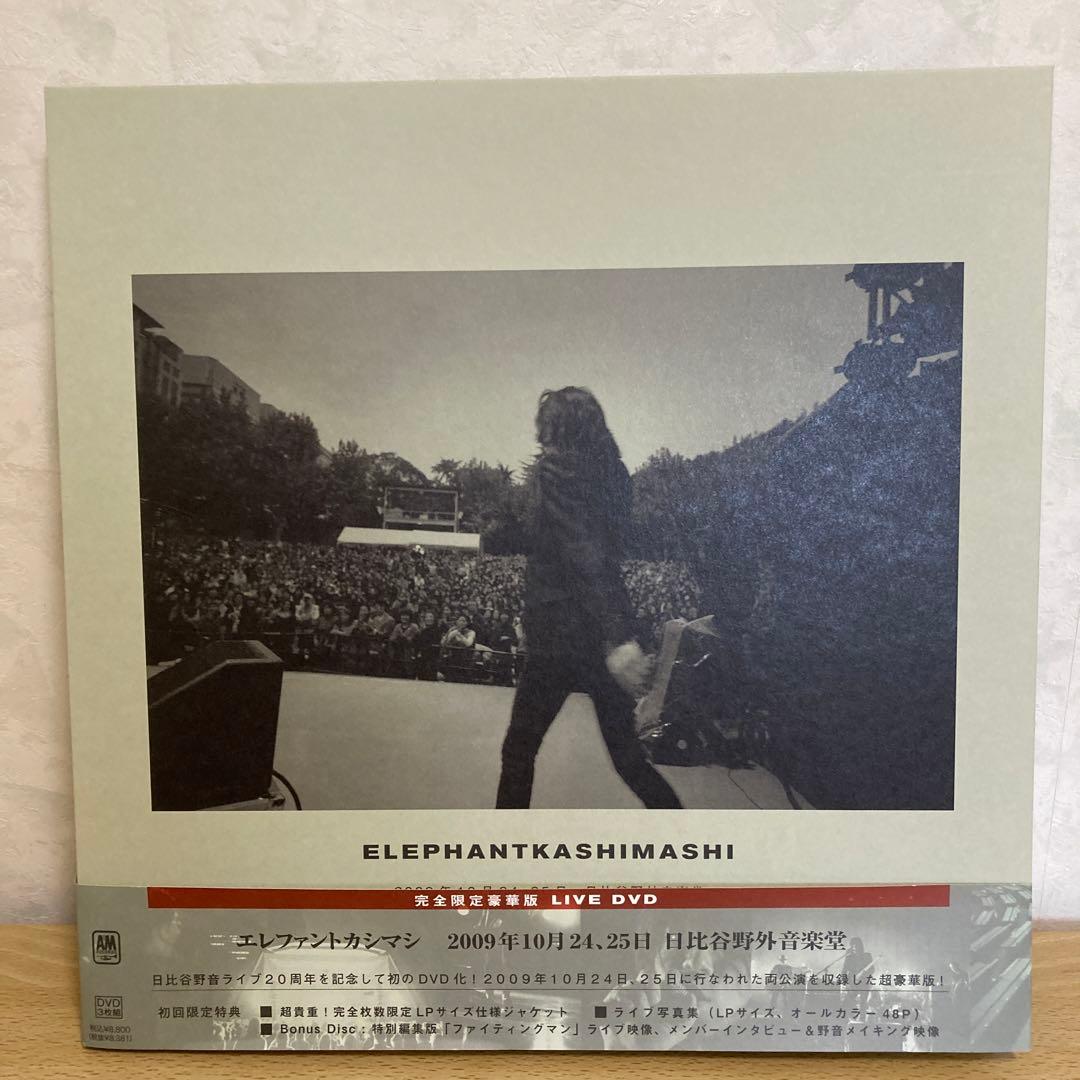 ELEPHANTKASHIMASHI
完全限定豪華版 LIVE DVD
A&M
エレファントカシマシ 2009年10月24、25日 日比谷野外音楽堂
日比谷野音ライブ20周年を記念して初のDVD化！2009年10月24日、25日に行なわれた両公演を収録した超豪華版！
DVD
3枚組
税込¥8,800
(税抜¥8,381)
初回限定特典 ■超貴重！完全枚数限定LPサイズ仕様ジャケット ■ライブ写真集（LPサイズ、オールカラー48P）
■Bonus Disc：特別編集版「ファイティングマン」ライブ映像、メンバーインタビュー＆野音メイキング映像